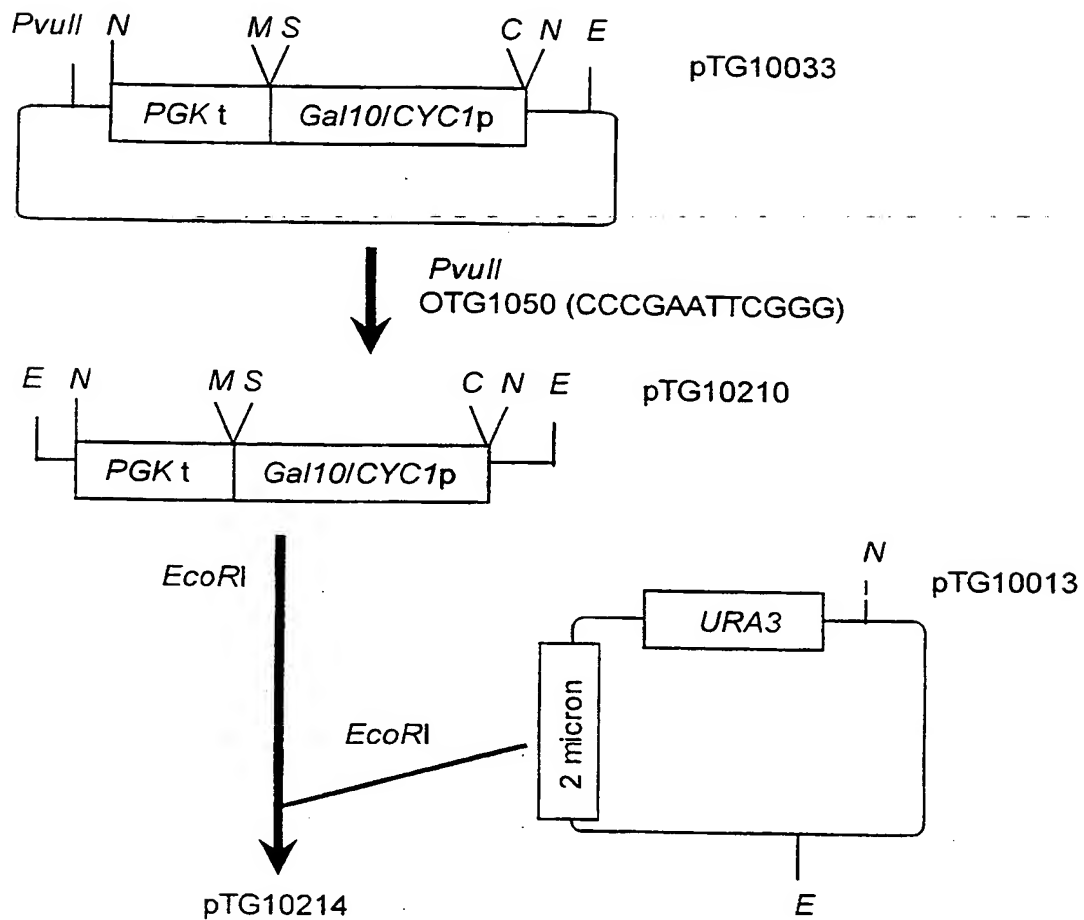 PvuII N M S C N E
pTG10033
PGK t Gal10/CYC1p
PvuII
OTG1050 (CCCGAATTCGGG)
E N M S C N E
pTG10210
PGK t Gal10/CYC1p
EcoRI
N
pTG10013
URA3
2 micron
EcoRI
E
pTG10214